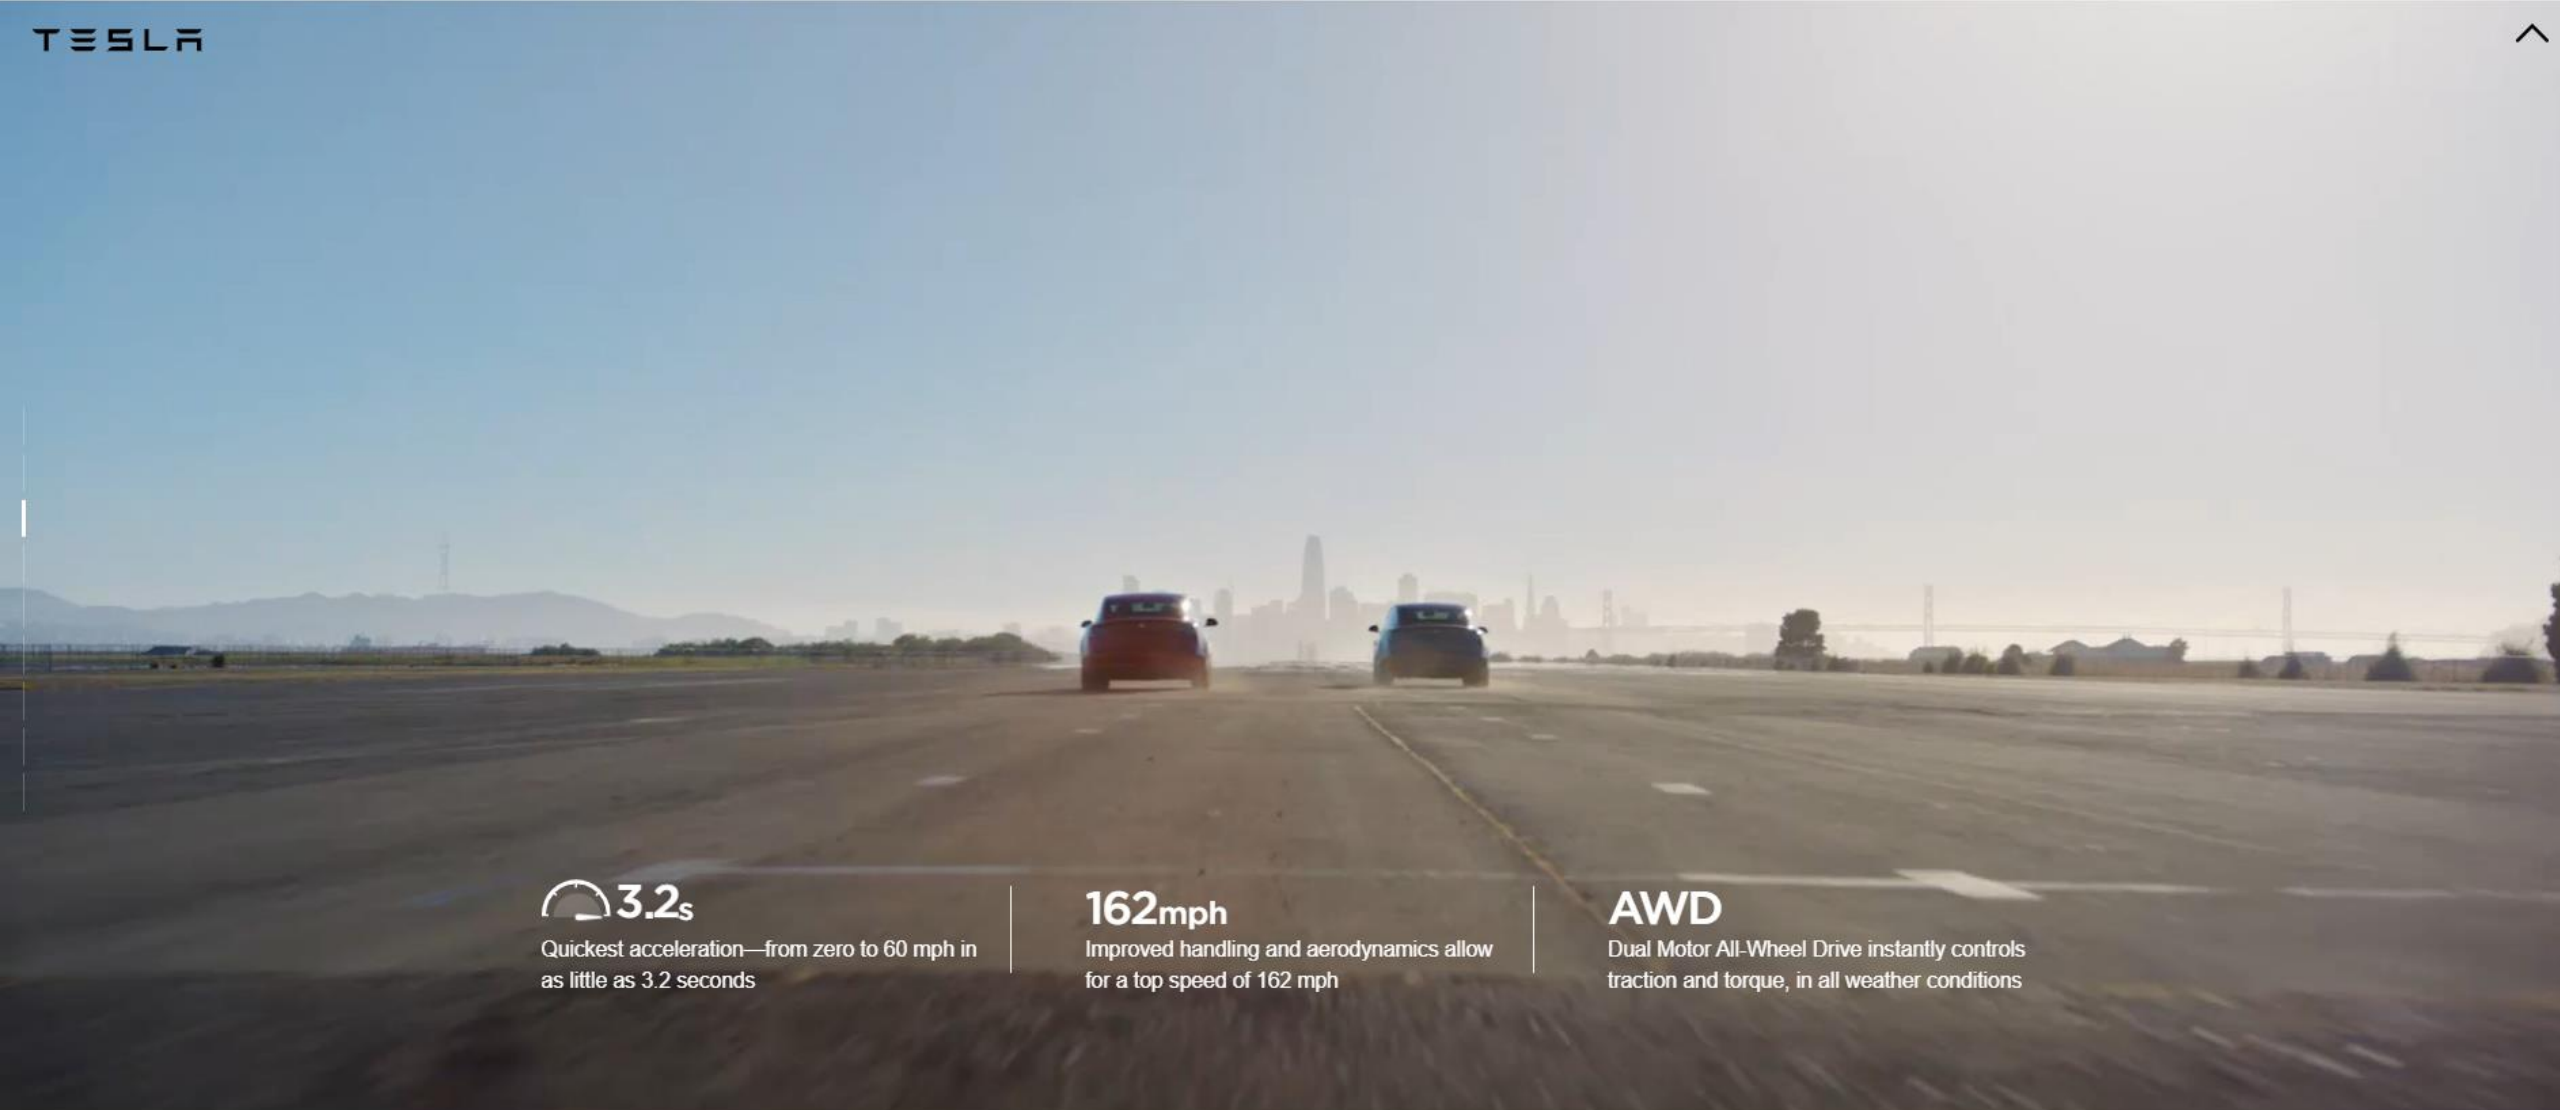 TESLA
3.2s
Quickest acceleration—from zero to 60 mph in
as little as 3.2 seconds
162mph
Improved handling and aerodynamics allow
for a top speed of 162 mph
AWD
Dual Motor All-Wheel Drive instantly controls
traction and torque, in all weather conditions